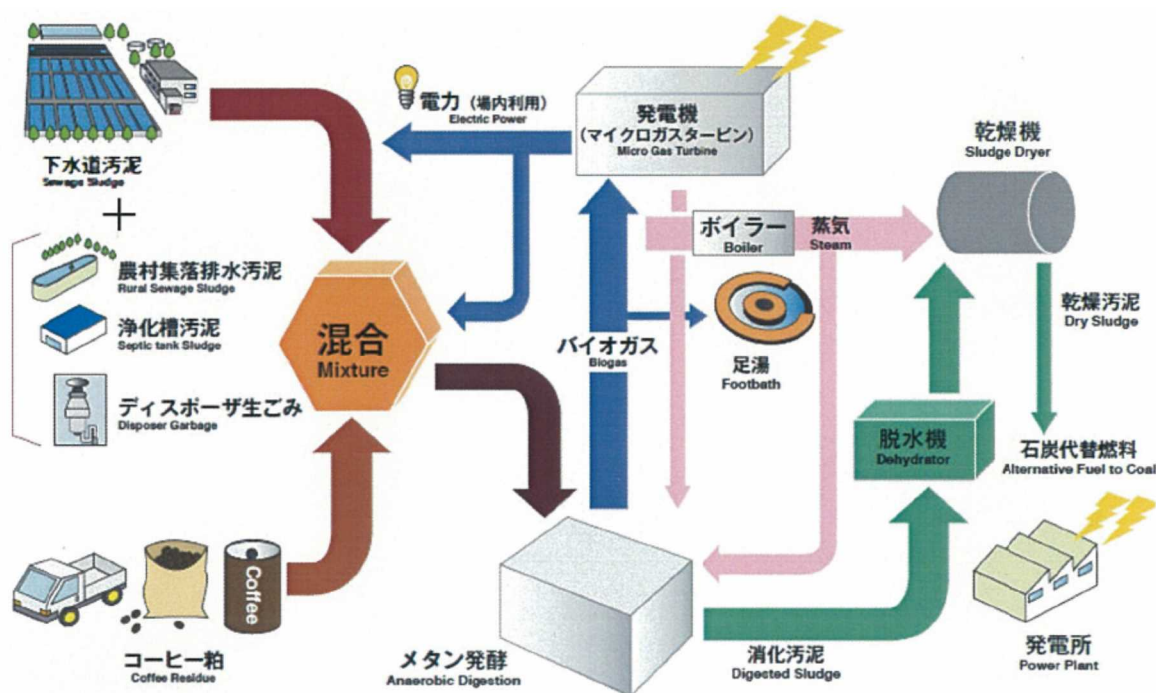 下水道汚泥
Sewage Sludge
+
農村集落排水汚泥
Rural Sewage Sludge
浄化槽汚泥
Septic tank Sludge
ディスポーザ生ごみ
Disposer Garbage
Coffee
コーヒー粕
Coffee Residue
混合
Mixture
電力（場内利用）
Electric Power
発電機
（マイクロガスタービン）
Micro Gas Turbine
ボイラー
Boiler
蒸気
Steam
乾燥機
Sludge Dryer
バイオガス
Biogas
足湯
Footbath
乾燥汚泥
Dry Sludge
脱水機
Dehydrator
石炭代替燃料
Alternative Fuel to Coal
メタン発酵
Anaerobic Digestion
消化汚泥
Digested Sludge
発電所
Power Plant